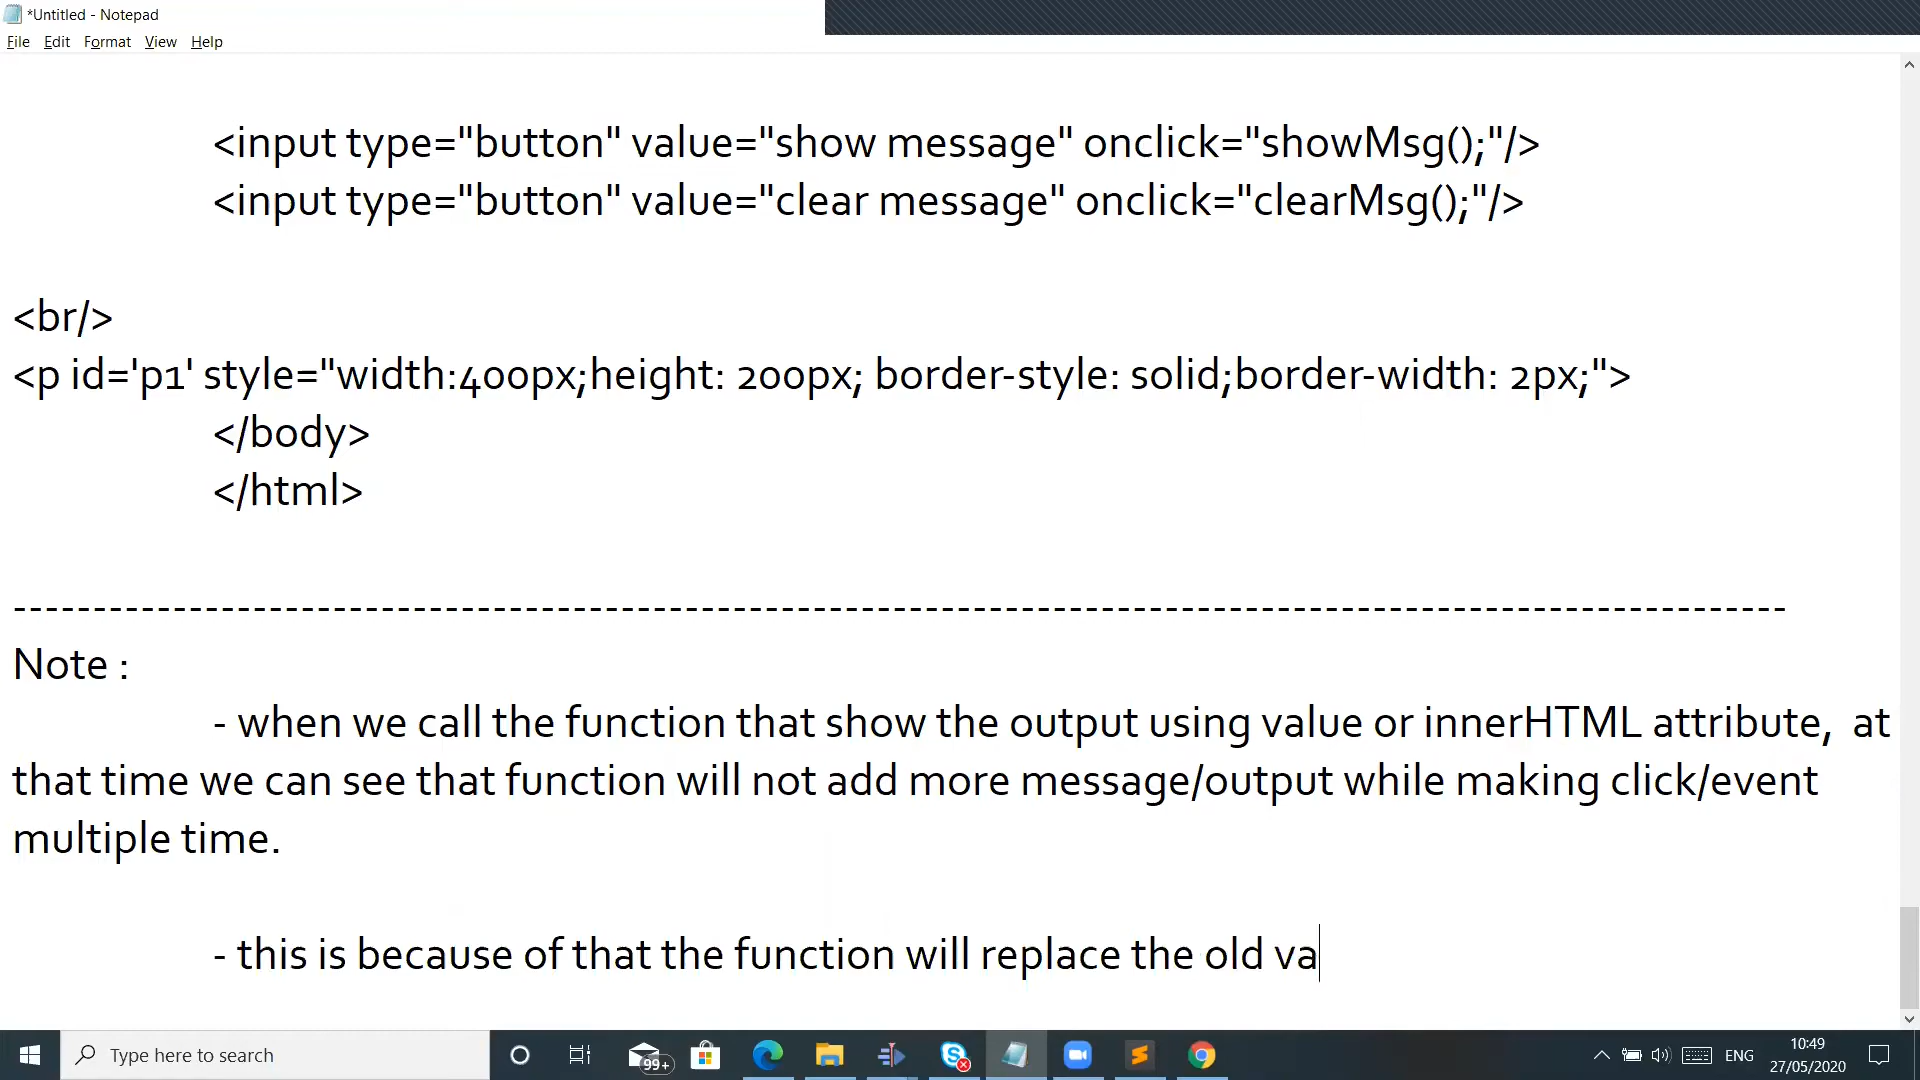 *Untitled - Notepad
File Edit Format View Help
<input type="button" value="show message" onclick="showMsg();"/>
<input type="button" value="clear message" onclick="clearMsg();"/>
<br/>
<p id='p1' style="width:400px;height: 200px; border-style: solid;border-width: 2px;">
</body>
</html>
--------------------------------------------------------------------------------------------------------------
Note :
- when we call the function that show the output using value or innerHTML attribute,  at
that time we can see that function will not add more message/output while making click/event
multiple time.
- this is because of that the function will replace the old va
Type here to search
99+
ENG
10:49
27/05/2020